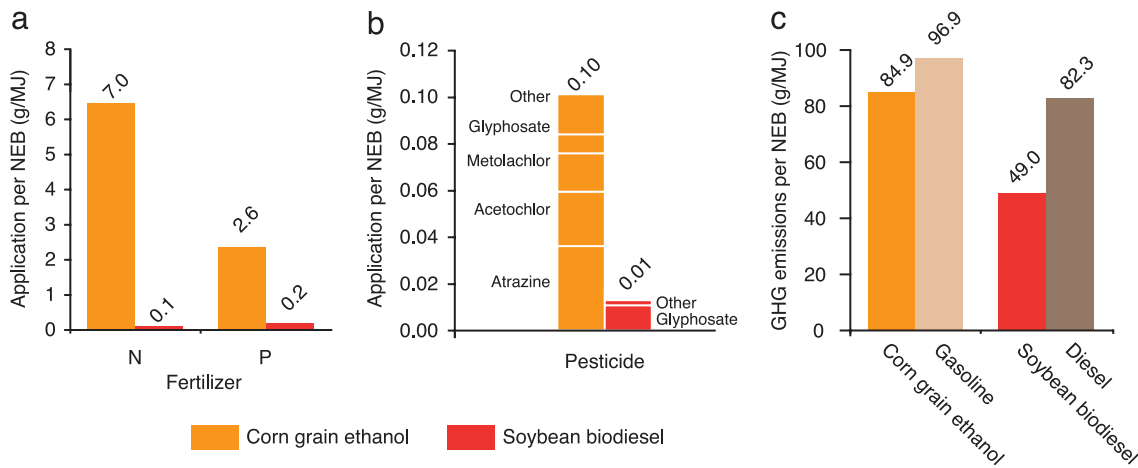 a
Application per NEB (g/MJ)
8
7
6
5
4
3
2
1
0
7.0
0.1
2.6
0.2
N
P
Fertilizer
b
Application per NEB (g/MJ)
0.12
0.10
0.08
0.06
0.04
0.02
0.00
0.10
Other
Glyphosate
Metolachlor
Acetochlor
Atrazine
0.01
Other
Glyphosate
Pesticide
c
GHG emissions per NEB (g/MJ)
100
80
60
40
20
0
84.9
96.9
49.0
82.3
Corn grain ethanol
Gasoline
Soybean biodiesel
Diesel
Corn grain ethanol
Soybean biodiesel